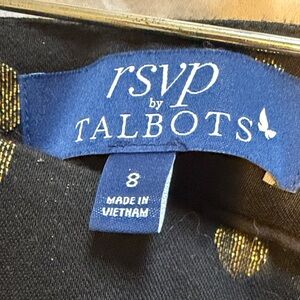 rsvp
by
TALBOTS
8
MADE IN
VIETNAM